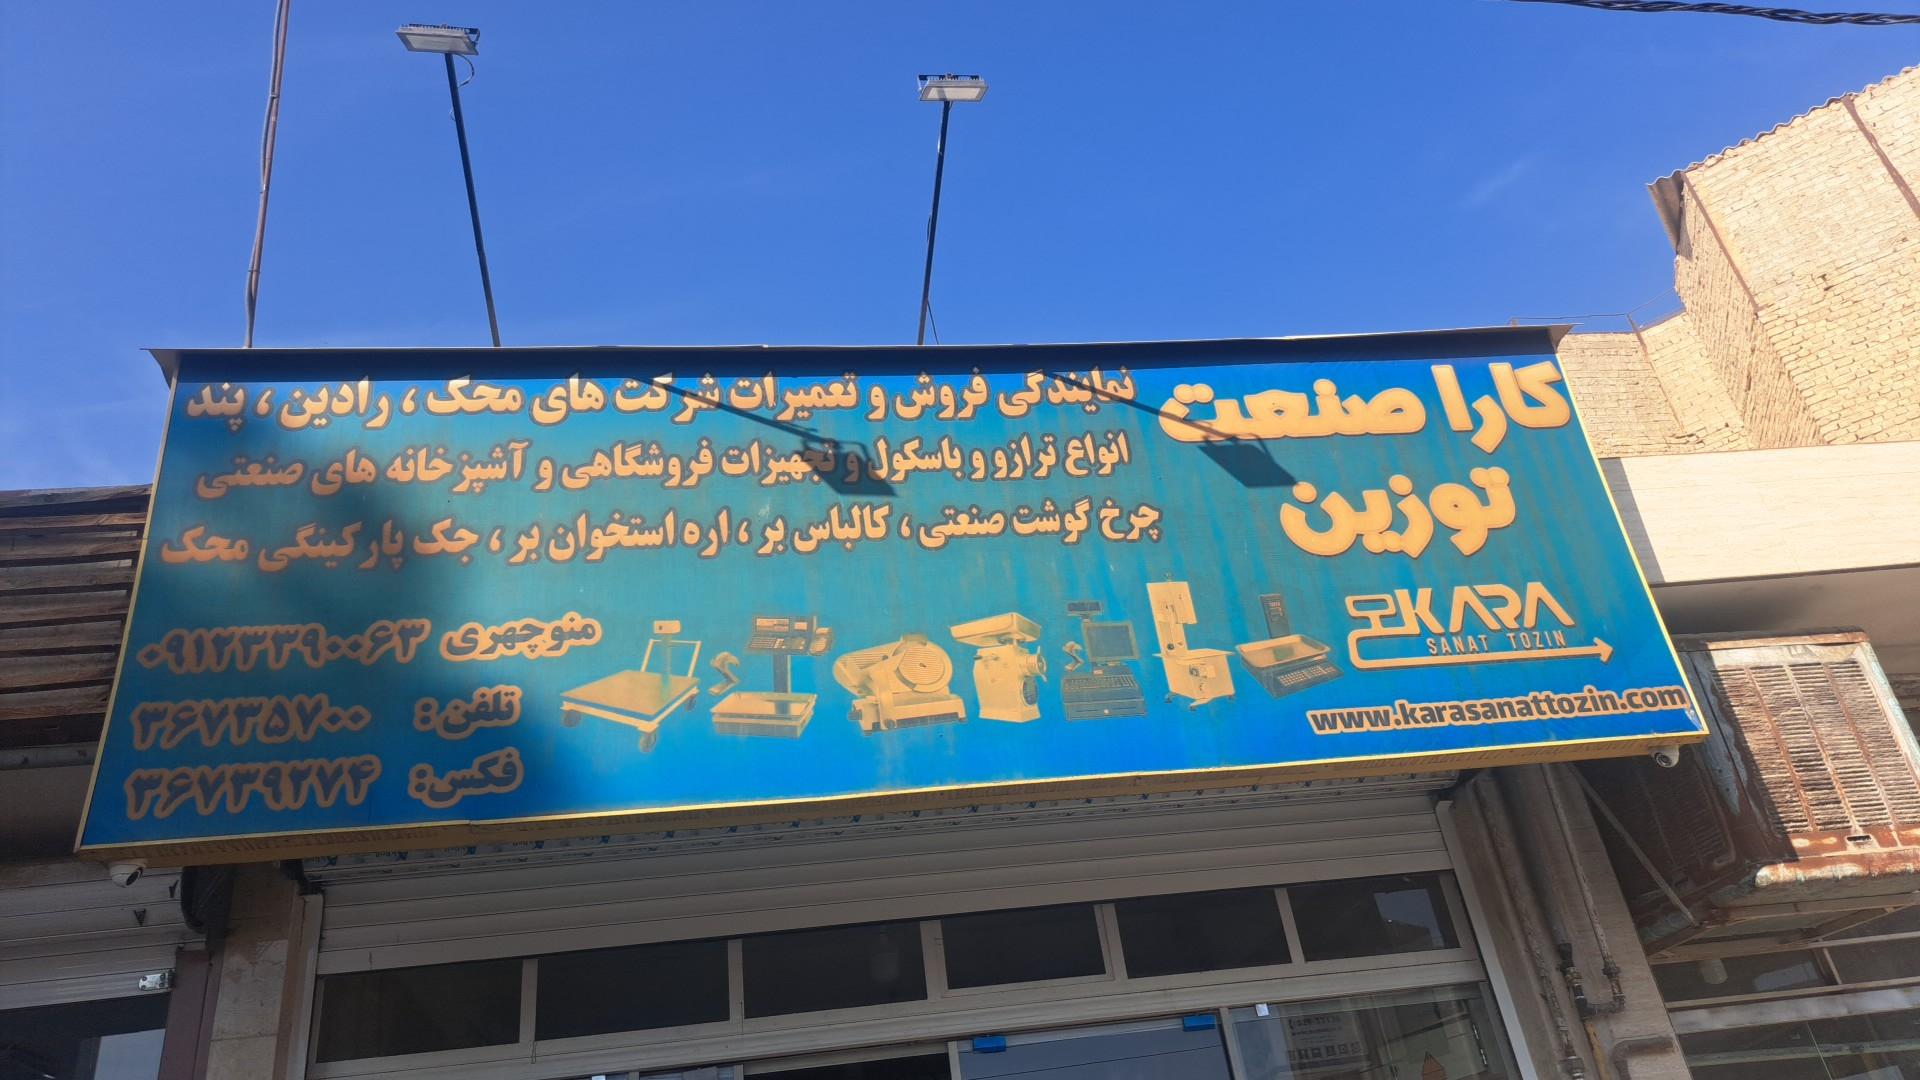 کارا صنعت
توزین
KARA
SANAT TOZIN
www.karasanattozin.com
نمایندگی فروش و تعمیرات شرکت های محک ، رادین ، پند
انواع ترازو و باسکول و تجهیزات فروشگاهی و آشپزخانه های صنعتی
چرخ گوشت صنعتی ، کالباس بر ، اره استخوان بر ، جک پارکینگی محک
منوچهری ۰۹۱۲۳۳۹۰۰۶۳
تلفن: ۳۶۷۳۵۷۰۰
فکس: ۳۶۷۳۹۲۷۴